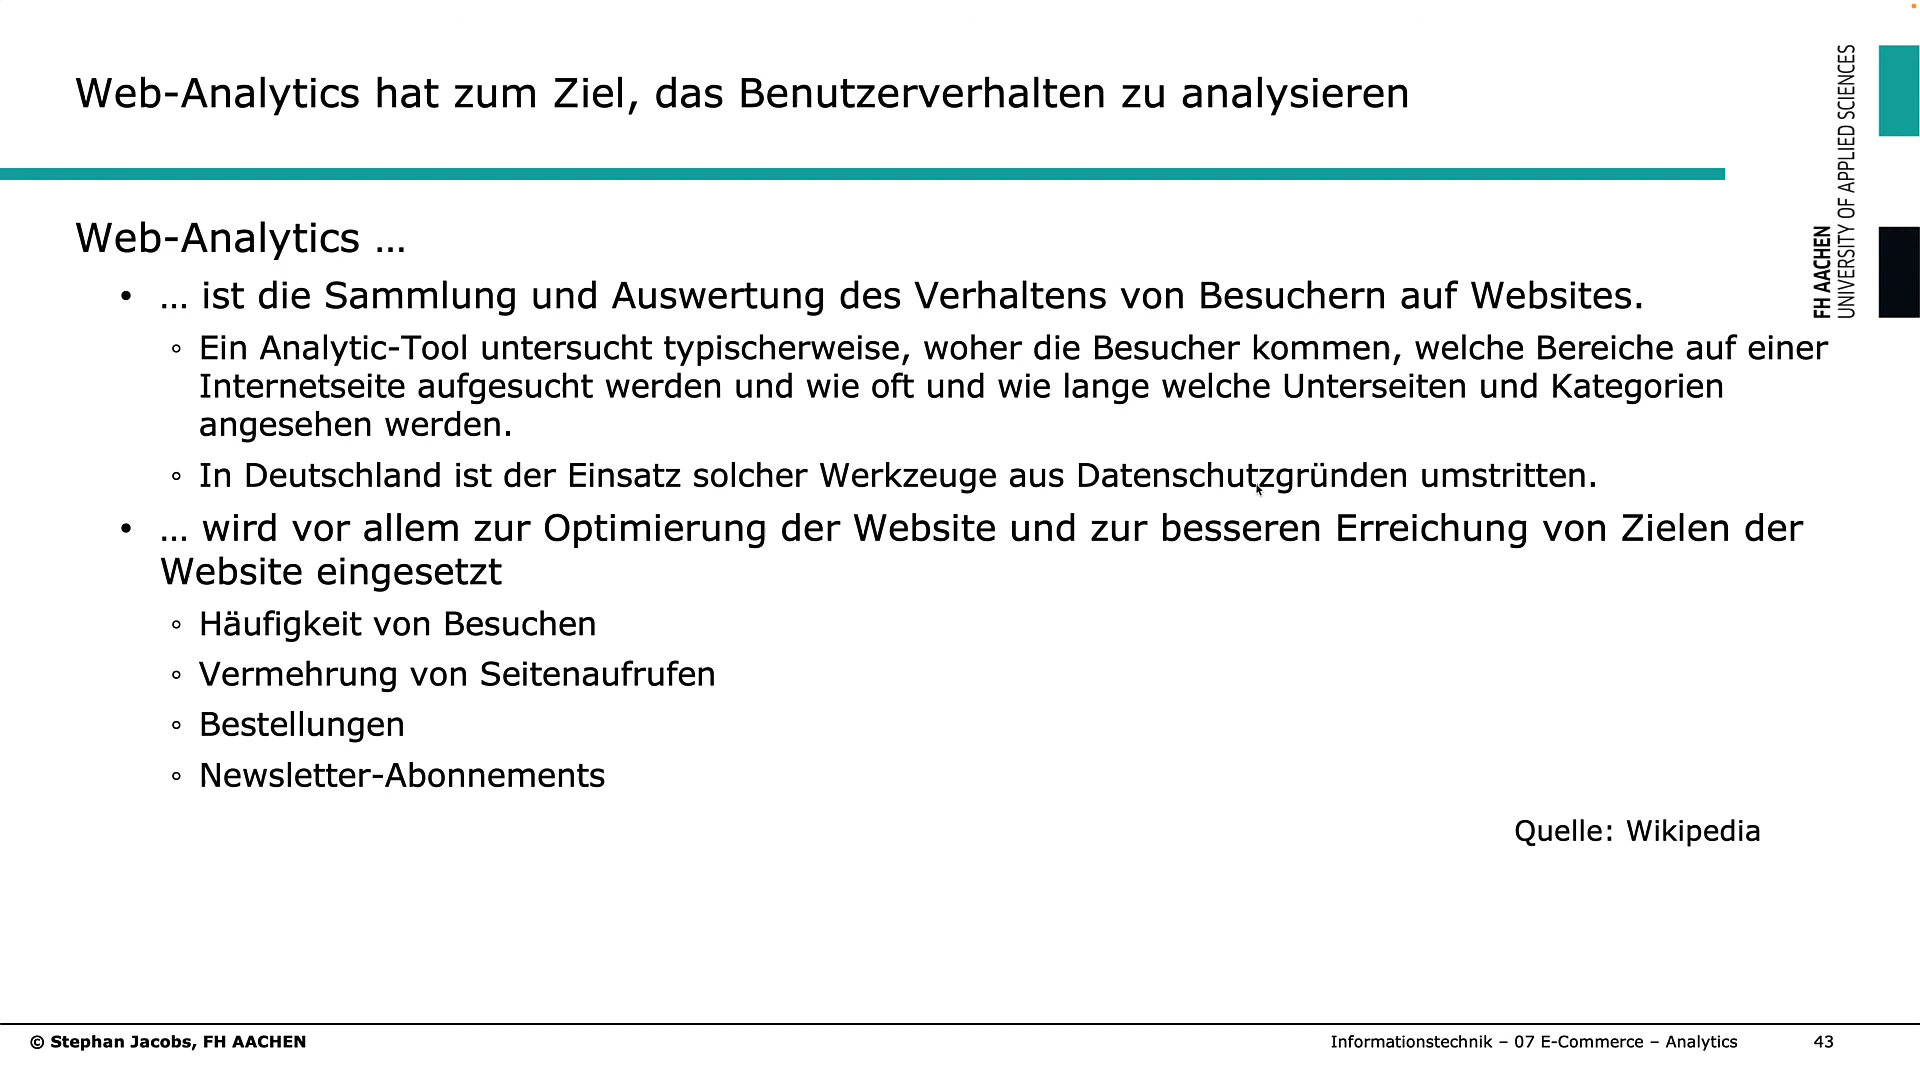 Web-Analytics hat zum Ziel, das Benutzerverhalten zu analysieren
FH AACHEN
UNIVERSITY OF APPLIED SCIENCES
Web-Analytics …
• … ist die Sammlung und Auswertung des Verhaltens von Besuchern auf Websites.
◦ Ein Analytic-Tool untersucht typischerweise, woher die Besucher kommen, welche Bereiche auf einer
Internetseite aufgesucht werden und wie oft und wie lange welche Unterseiten und Kategorien
angesehen werden.
◦ In Deutschland ist der Einsatz solcher Werkzeuge aus Datenschutzgründen umstritten.
• … wird vor allem zur Optimierung der Website und zur besseren Erreichung von Zielen der
Website eingesetzt
◦ Häufigkeit von Besuchen
◦ Vermehrung von Seitenaufrufen
◦ Bestellungen
◦ Newsletter-Abonnements
Quelle: Wikipedia
© Stephan Jacobs, FH AACHEN
Informationstechnik – 07 E-Commerce – Analytics
43